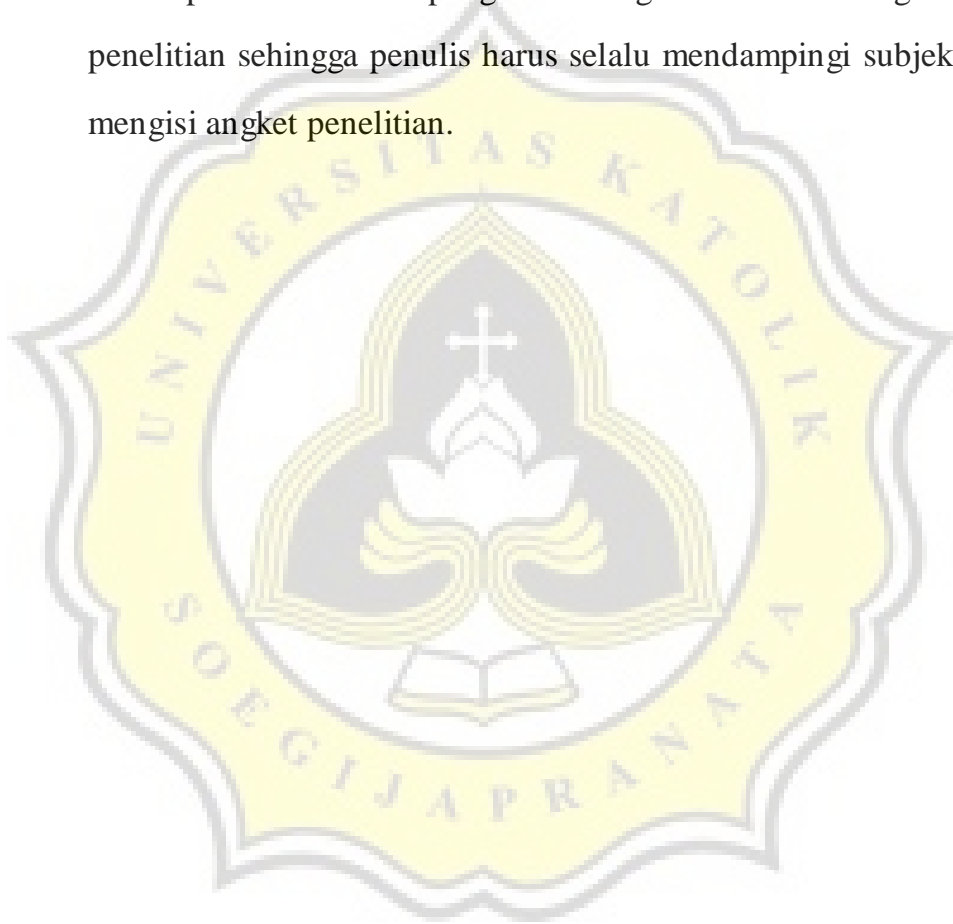 penelitian sehingga penulis harus selalu mendampingi subjek
mengisi angket penelitian.
UNIVERSITAS KATOLIK
SOEGIJAPRANATA